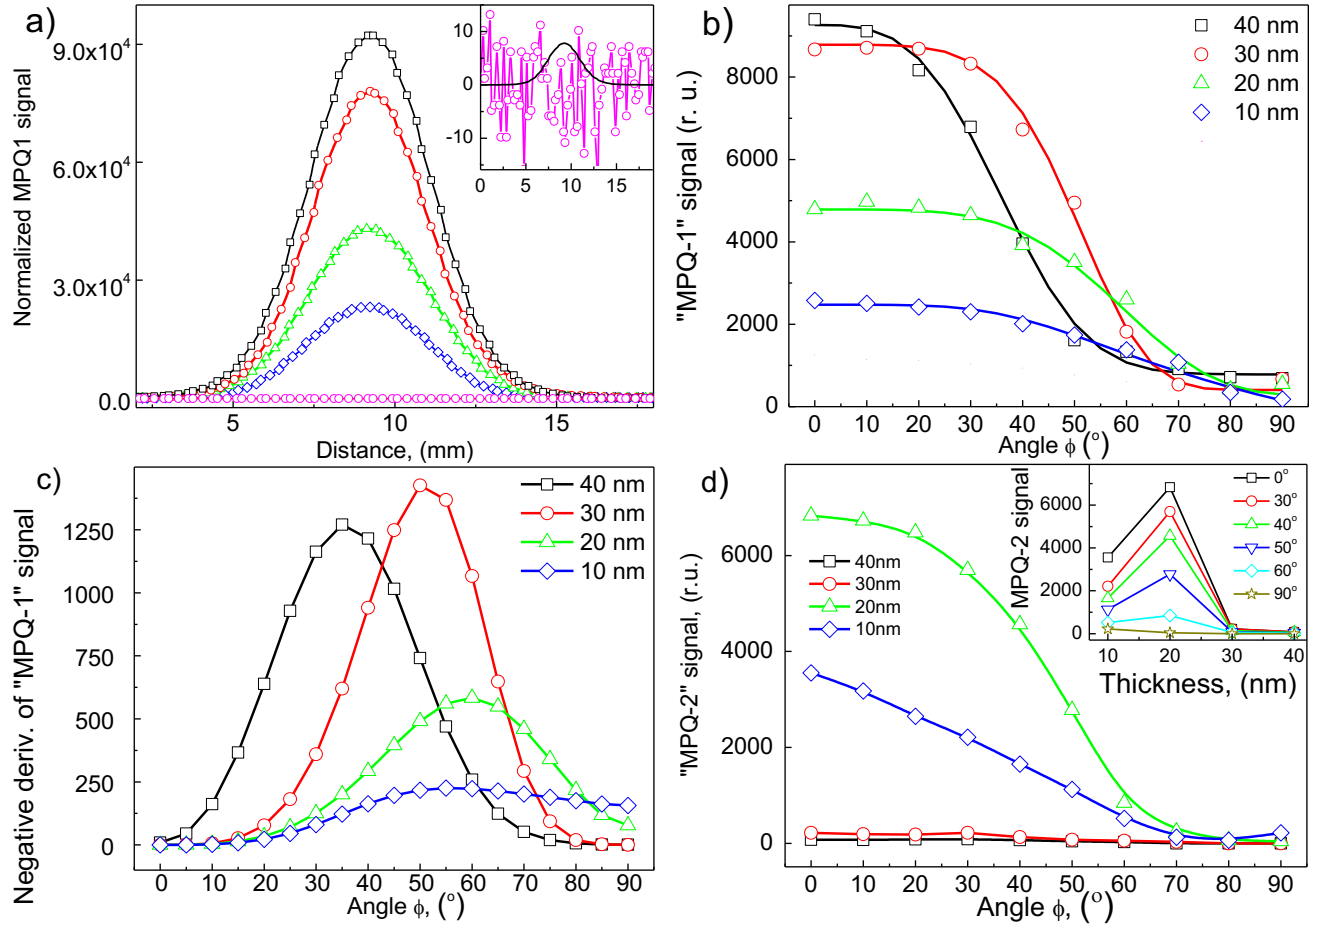 a)
Normalized MPQ1 signal
9.0x10⁴
6.0x10⁴
3.0x10⁴
0.0
5 10 15
Distance, (mm)
10
0
-10
0 5 10 15
b)
"MPQ-1" signal (r. u.)
8000
6000
4000
2000
0
0 10 20 30 40 50 60 70 80 90
Angle ϕ (°)
40 nm
30 nm
20 nm
10 nm
c)
Negative deriv. of "MPQ-1" signal
1250
1000
750
500
250
0
0 10 20 30 40 50 60 70 80 90
Angle ϕ, (°)
40 nm
30 nm
20 nm
10 nm
d)
"MPQ-2" signal, (r.u.)
6000
4000
2000
0
0 10 20 30 40 50 60 70 80 90
Angle ϕ, (°)
40nm
30nm
20nm
10nm
MPQ-2 signal
6000
4000
2000
0
10 20 30 40
Thickness, (nm)
0°
30°
40°
50°
60°
90°